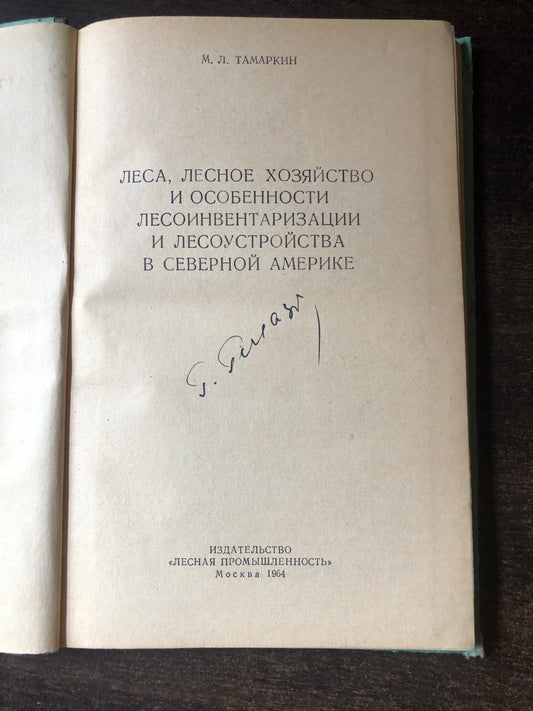 М. Л. ТАМАРКИН
ЛЕСА, ЛЕСНОЕ ХОЗЯЙСТВО
И ОСОБЕННОСТИ
ЛЕСОИНВЕНТАРИЗАЦИИ
И ЛЕСОУСТРОЙСТВА
В СЕВЕРНОЙ АМЕРИКЕ
ИЗДАТЕЛЬСТВО
«ЛЕСНАЯ ПРОМЫШЛЕННОСТЬ»
Москва 1964